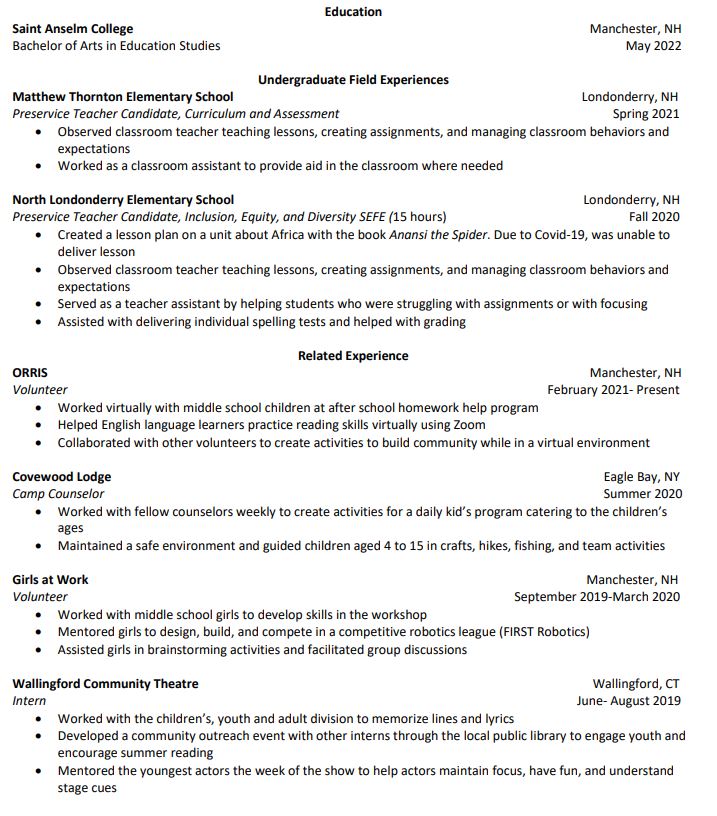 Education
Saint Anselm College Manchester, NH
Bachelor of Arts in Education Studies May 2022
Undergraduate Field Experiences
Matthew Thornton Elementary School Londonderry, NH
Preservice Teacher Candidate, Curriculum and Assessment Spring 2021
• Observed classroom teacher teaching lessons, creating assignments, and managing classroom behaviors and
expectations
• Worked as a classroom assistant to provide aid in the classroom where needed
North Londonderry Elementary School Londonderry, NH
Preservice Teacher Candidate, Inclusion, Equity, and Diversity SEFE (15 hours) Fall 2020
• Created a lesson plan on a unit about Africa with the book Anansi the Spider. Due to Covid-19, was unable to
deliver lesson
• Observed classroom teacher teaching lessons, creating assignments, and managing classroom behaviors and
expectations
• Served as a teacher assistant by helping students who were struggling with assignments or with focusing
• Assisted with delivering individual spelling tests and helped with grading
Related Experience
ORRIS Manchester, NH
Volunteer February 2021- Present
• Worked virtually with middle school children at after school homework help program
• Helped English language learners practice reading skills virtually using Zoom
• Collaborated with other volunteers to create activities to build community while in a virtual environment
Covewood Lodge Eagle Bay, NY
Camp Counselor Summer 2020
• Worked with fellow counselors weekly to create activities for a daily kid's program catering to the children's
ages
• Maintained a safe environment and guided children aged 4 to 15 in crafts, hikes, fishing, and team activities
Girls at Work Manchester, NH
Volunteer September 2019-March 2020
• Worked with middle school girls to develop skills in the workshop
• Mentored girls to design, build, and compete in a competitive robotics league (FIRST Robotics)
• Assisted girls in brainstorming activities and facilitated group discussions
Wallingford Community Theatre Wallingford, CT
Intern June- August 2019
• Worked with the children's, youth and adult division to memorize lines and lyrics
• Developed a community outreach event with other interns through the local public library to engage youth and
encourage summer reading
• Mentored the youngest actors the week of the show to help actors maintain focus, have fun, and understand
stage cues